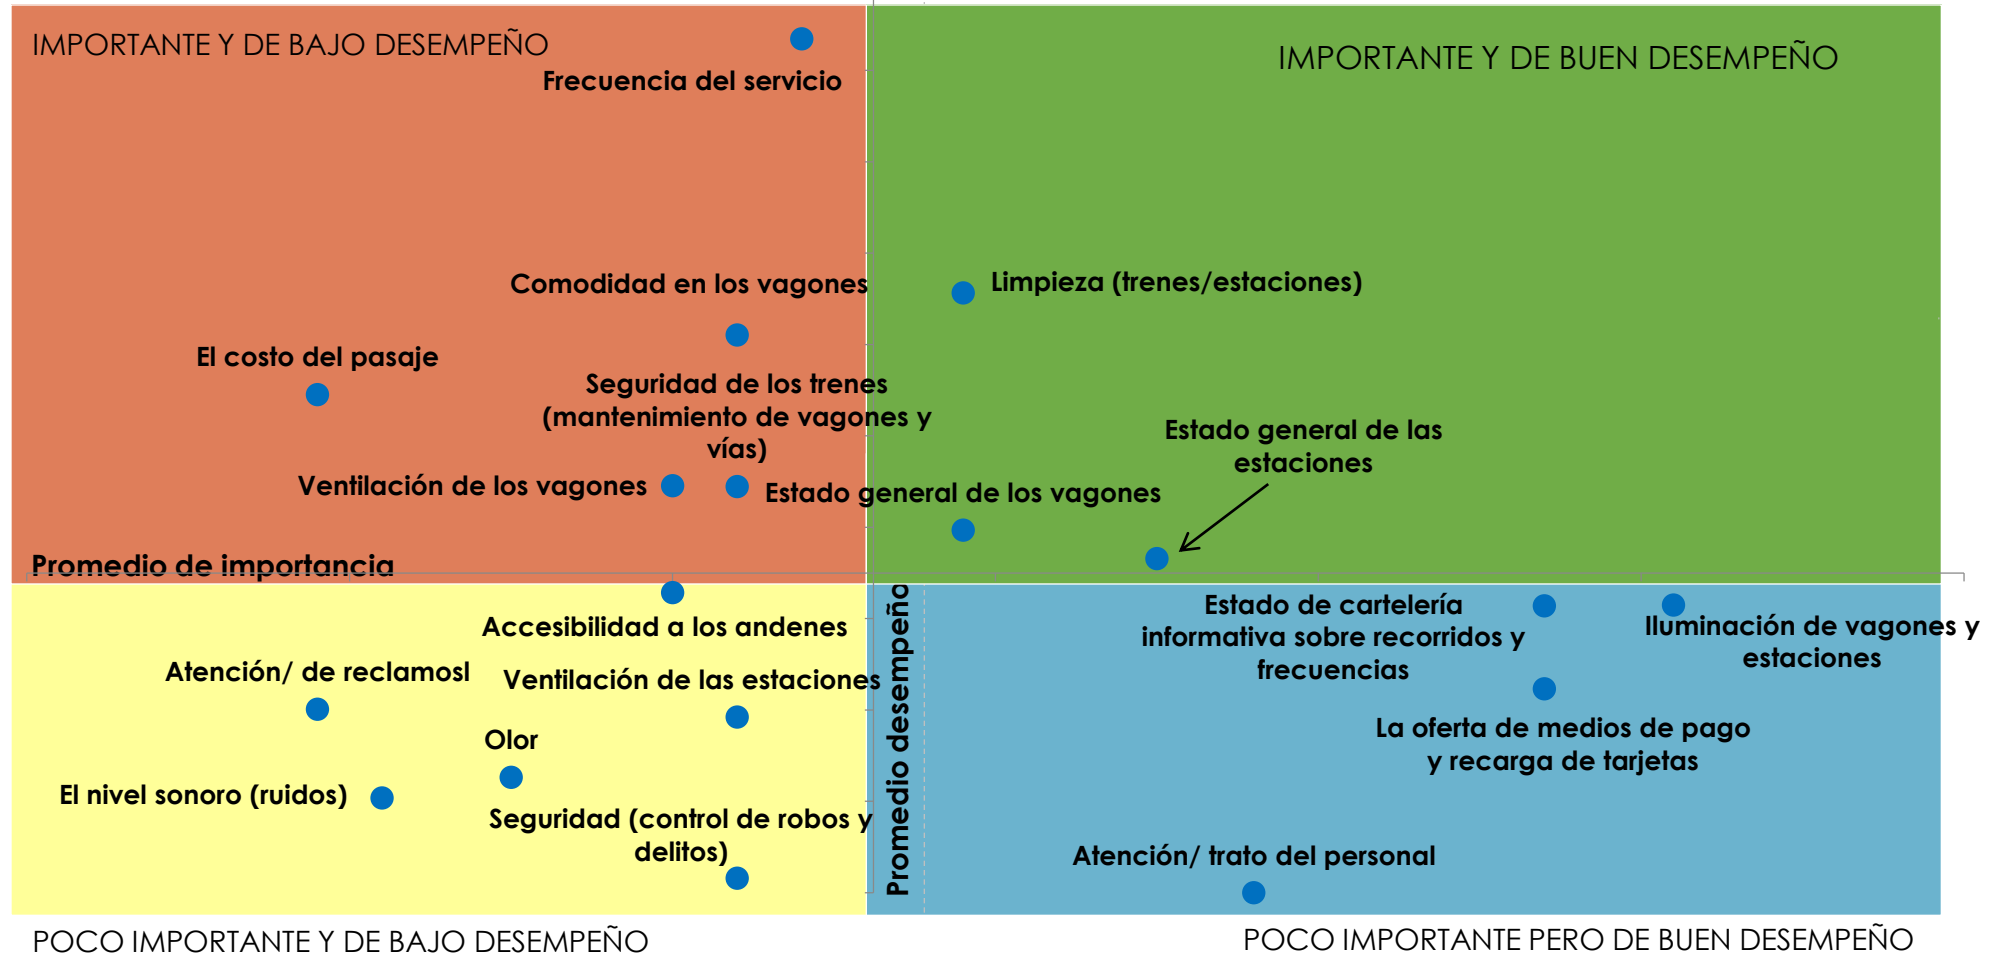 IMPORTANTE Y DE BAJO DESEMPEÑO
IMPORTANTE Y DE BUEN DESEMPEÑO
Frecuencia del servicio
Comodidad en los vagones
Limpieza (trenes/estaciones)
El costo del pasaje
Seguridad de los trenes
(mantenimiento de vagones y
vías)
Estado general de las
estaciones
Ventilación de los vagones
Estado general de los vagones
Promedio de importancia
Promedio desempeño
Accesibilidad a los andenes
Estado de cartelería
informativa sobre recorridos y
frecuencias
Iluminación de vagones y
estaciones
Atención/ de reclamosl
Ventilación de las estaciones
La oferta de medios de pago
y recarga de tarjetas
Olor
El nivel sonoro (ruidos)
Seguridad (control de robos y
delitos)
Atención/ trato del personal
POCO IMPORTANTE Y DE BAJO DESEMPEÑO
POCO IMPORTANTE PERO DE BUEN DESEMPEÑO